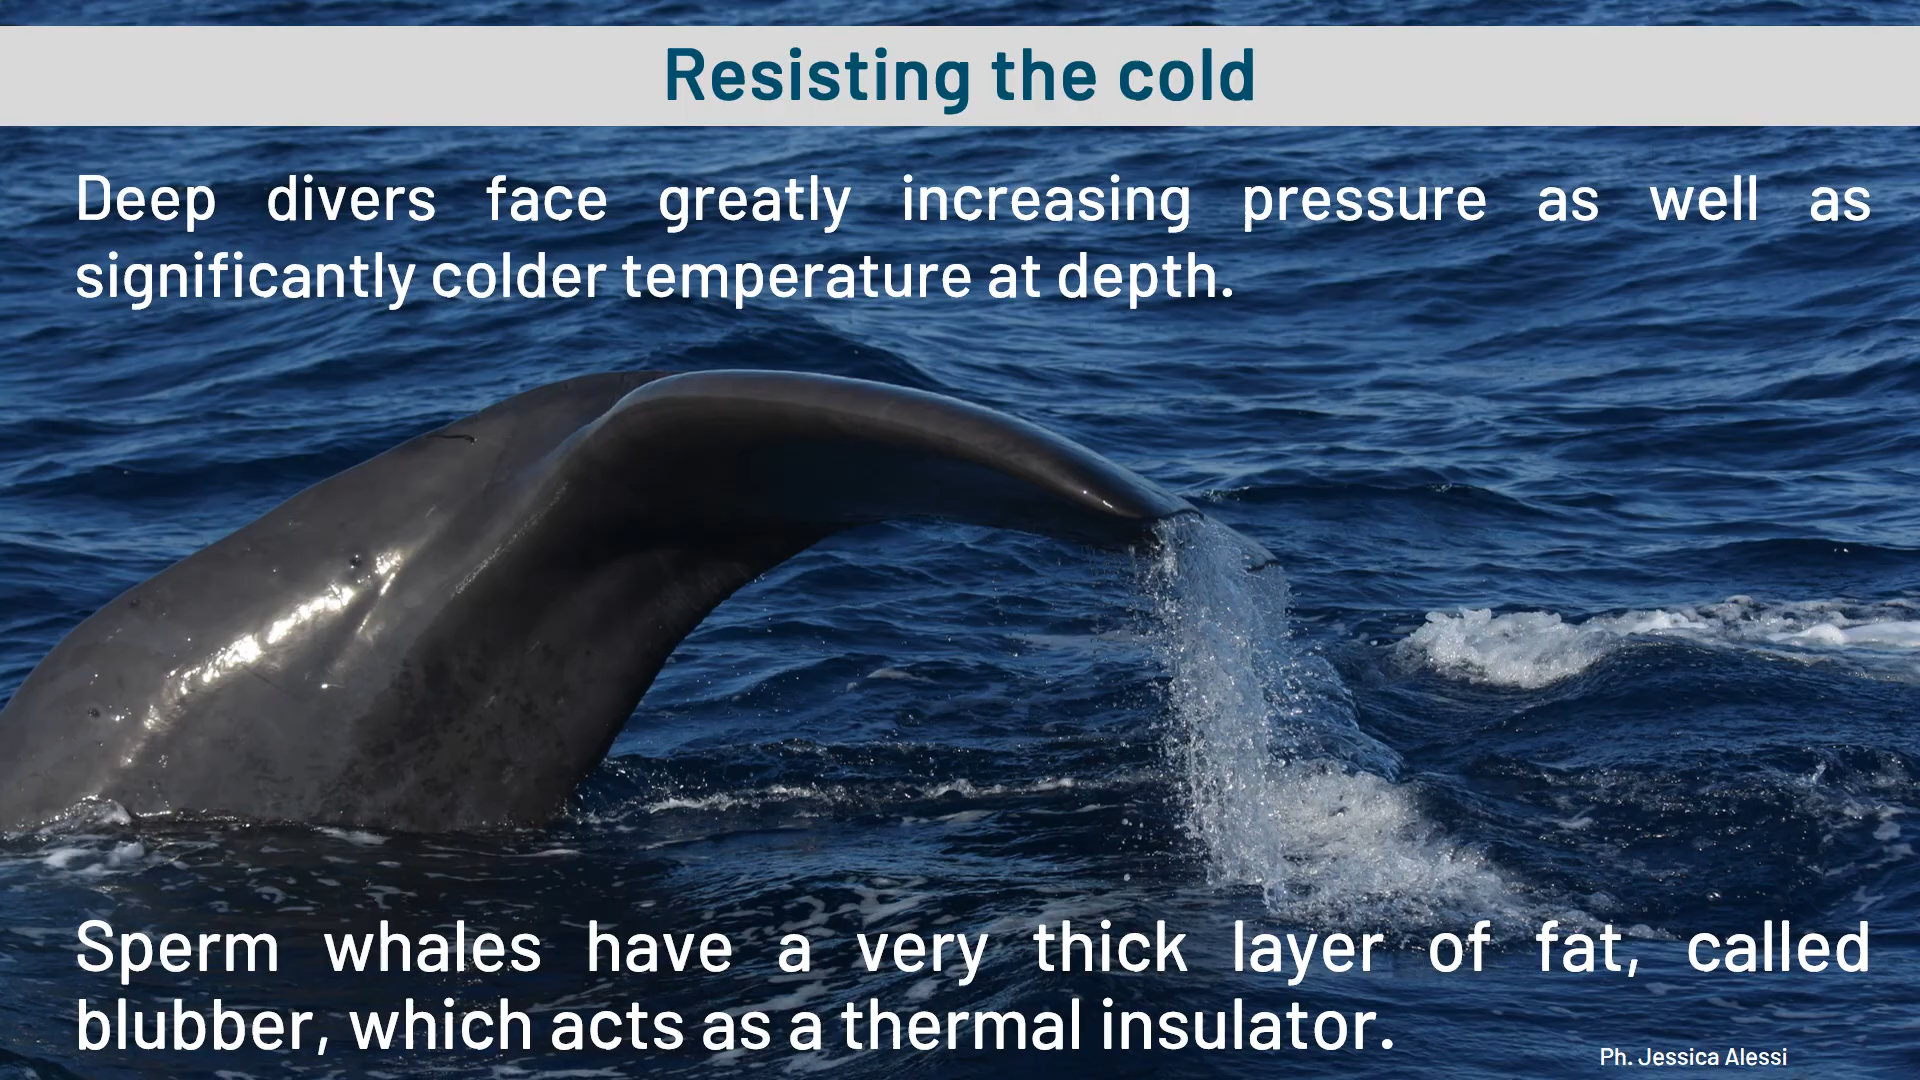 Resisting the cold
Deep divers face greatly increasing pressure as well as
significantly colder temperature at depth.
Sperm whales have a very thick layer of fat, called
blubber, which acts as a thermal insulator.
Ph. Jessica Alessi